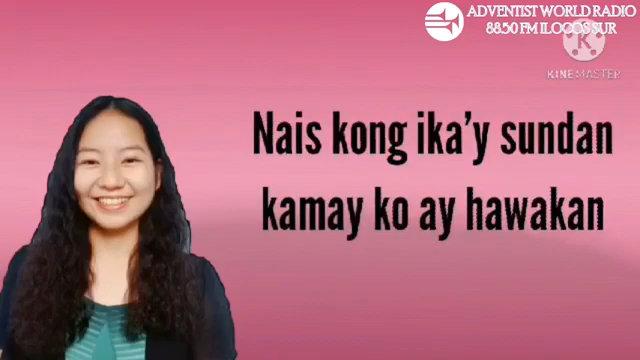 ADVENTIST WORLD RADIO
88.50 FM ILOCOS SUR
KINEMASTER
Nais kong ika'y sundan
kamay ko ay hawakan